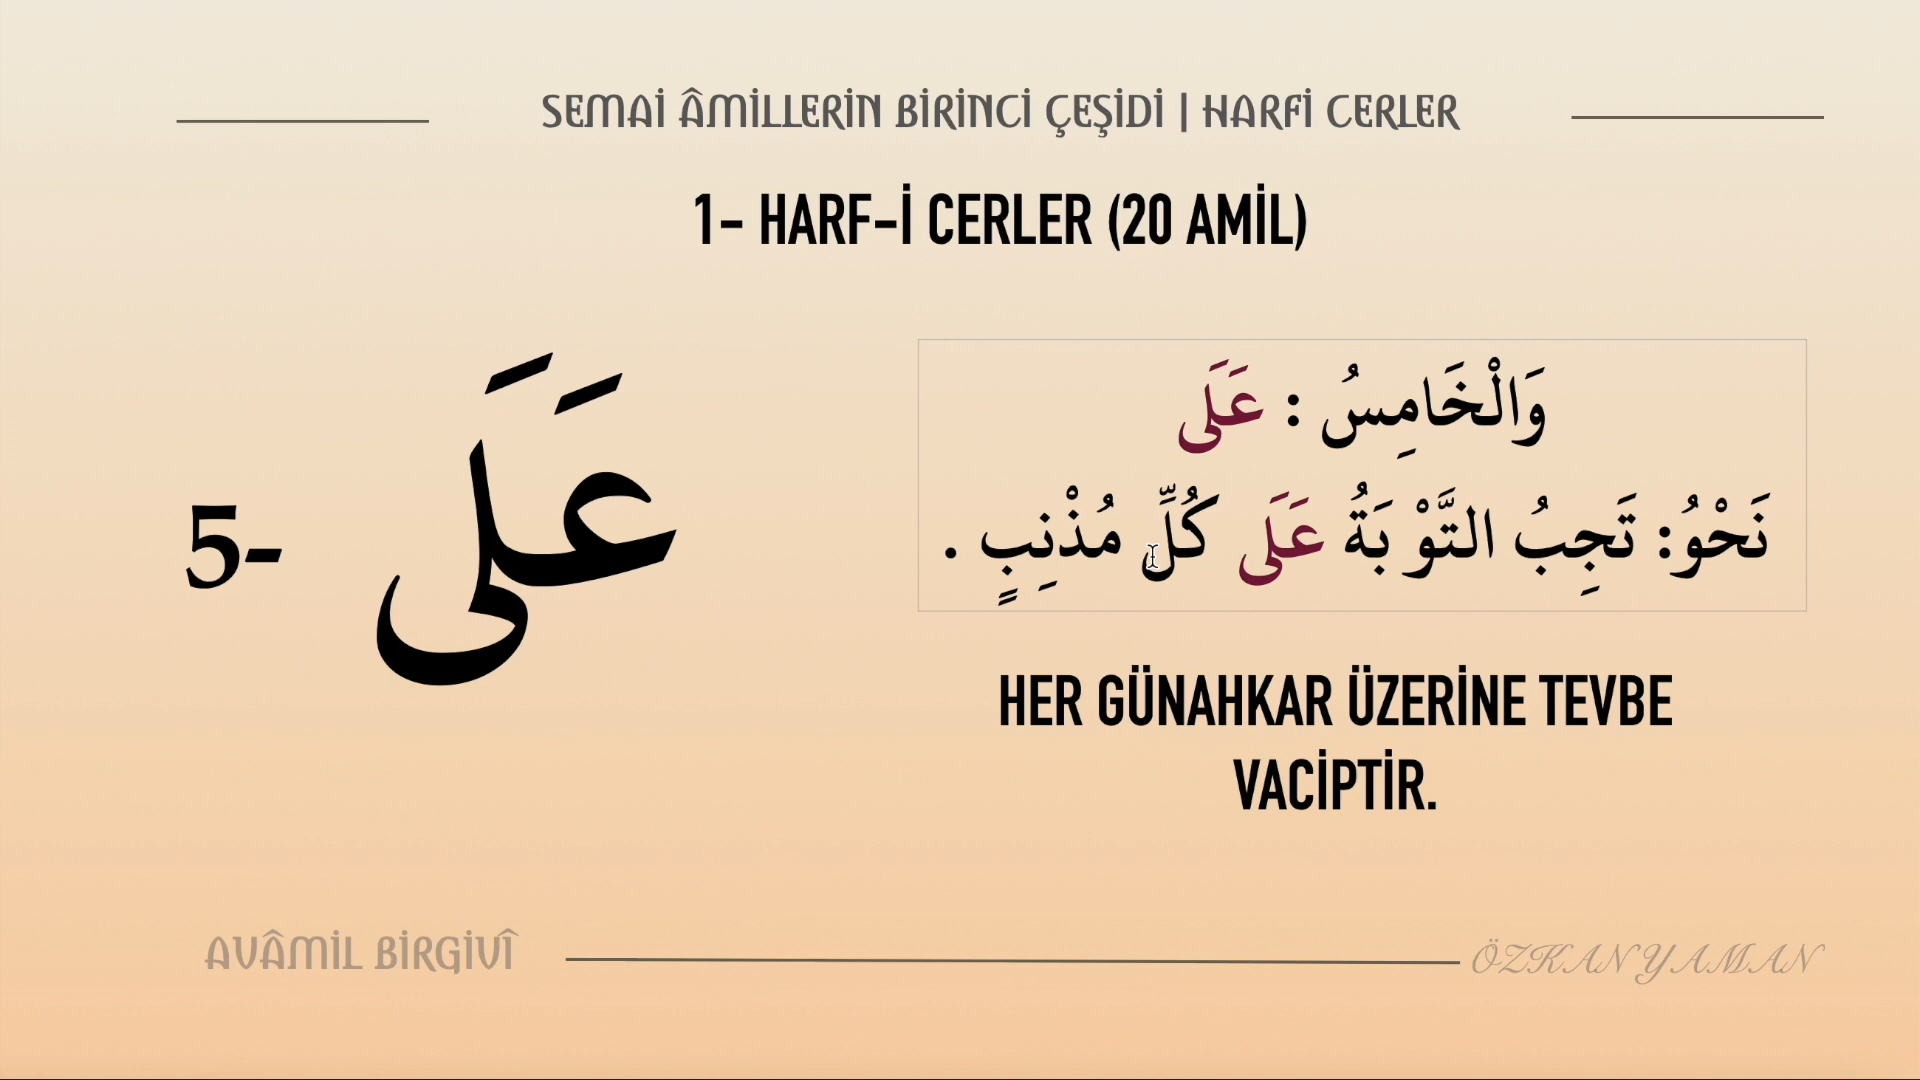 SEMAİ ÂMİLLERİN BİRİNCİ ÇEŞİDİ | HARFİ CERLER
1- HARF-İ CERLER (20 AMİL)
5- عَلَى
وَالْخَامِسُ : عَلَى
نَحْوُ: تَجِبُ التَّوْ بَةُ عَلَى كُلِّ مُذْنِبٍ .
HER GÜNAHKAR ÜZERİNE TEVBE
VACİPTİR.
AVÂMİL BİRGİVÎ
ÖZKAN YAMAN